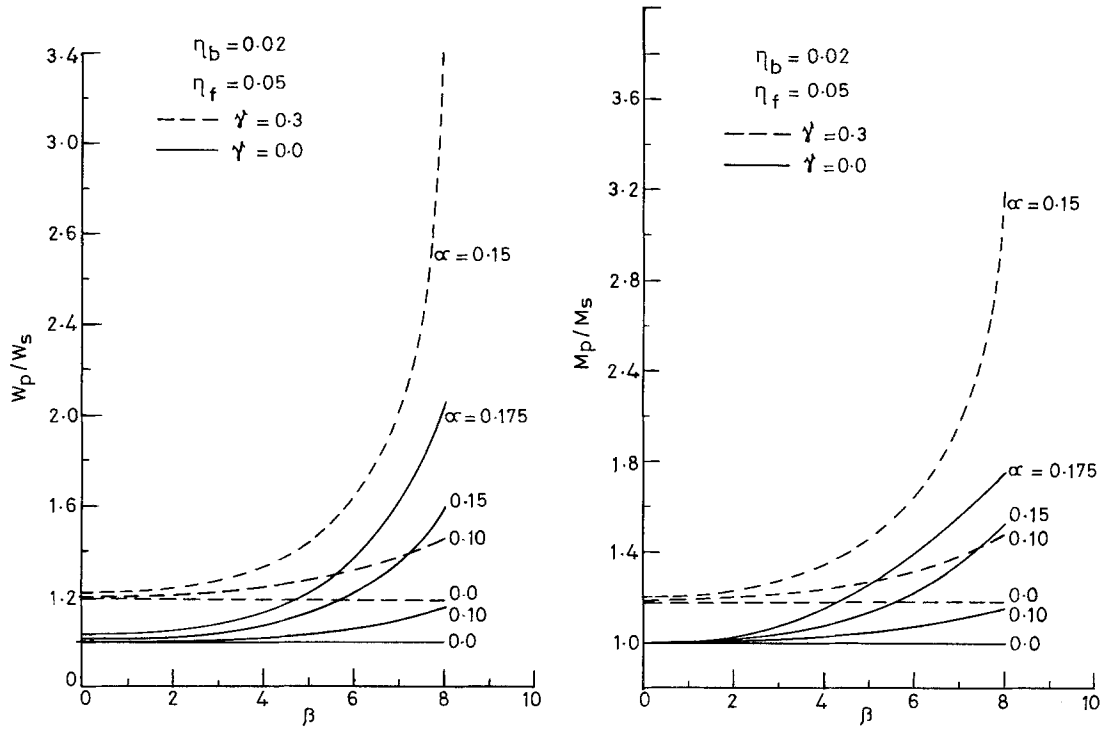 η_b = 0·02
η_f = 0·05
γ = 0·3
γ = 0·0
W_p/W_s
3·4
3·0
2·6
2·4
2·0
1·6
1·2
0
0
2
4
6
8
10
β
α = 0·15
α = 0·175
0·15
0·10
0·0
0·10
0·0
η_b = 0·02
η_f = 0·05
γ = 0·3
γ = 0·0
M_p/M_s
3·6
3·2
2·8
2·4
1·8
1·4
1·0
0
2
4
6
8
10
β
α = 0·15
α = 0·175
0·15
0·10
0·0
0·10
0·0